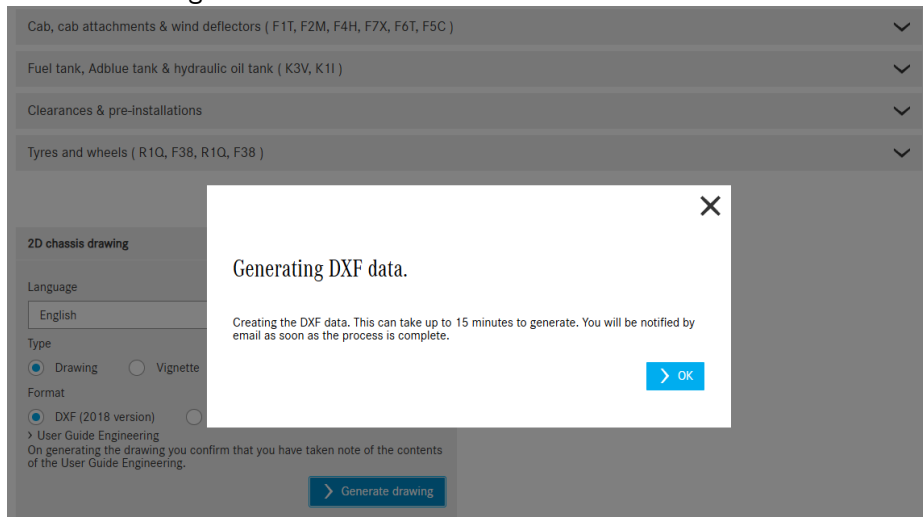 Cab, cab attachments & wind deflectors ( F1T, F2M, F4H, F7X, F6T, F5C )
Fuel tank, Adblue tank & hydraulic oil tank ( K3V, K1I )
Clearances & pre-installations
Tyres and wheels ( R1Q, F38, R1Q, F38 )
2D chassis drawing
Language
English
Type
Drawing Vignette
Format
DXF (2018 version)
> User Guide Engineering
On generating the drawing you confirm that you have taken note of the contents
of the User Guide Engineering.
Generate drawing
Generating DXF data.
Creating the DXF data. This can take up to 15 minutes to generate. You will be notified by
email as soon as the process is complete.
OK